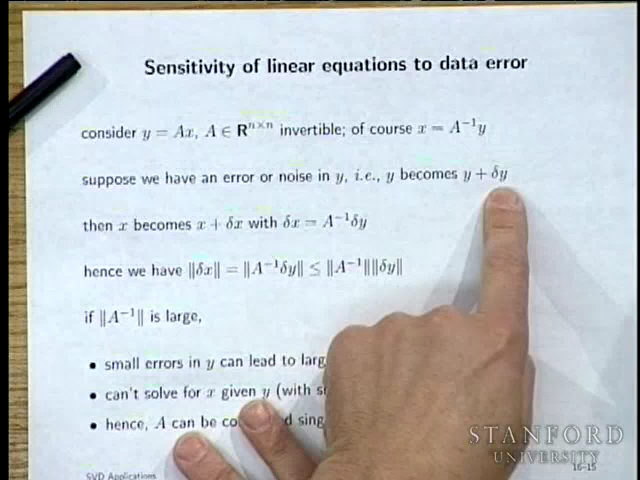 Sensitivity of linear equations to data error
consider y = Ax, A ∈ R^{n×n} invertible; of course x = A^{−1}y
suppose we have an error or noise in y, i.e., y becomes y + δy
then x becomes x + δx with δx = A^{−1}δy
hence we have ‖δx‖ = ‖A^{−1}δy‖ ≤ ‖A^{−1}‖‖δy‖
if ‖A^{−1}‖ is large,
• small errors in y can lead to
• can't solve for x given y (with
• hence, A can be
STANFORD
UNIVERSITY
SVD Applications
16-15